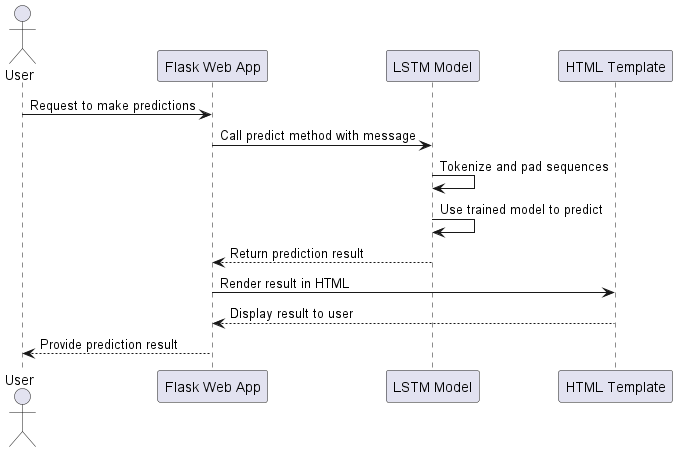 User
Flask Web App
LSTM Model
HTML Template
Request to make predictions
Call predict method with message
Tokenize and pad sequences
Use trained model to predict
Return prediction result
Render result in HTML
Display result to user
Provide prediction result
User
Flask Web App
LSTM Model
HTML Template